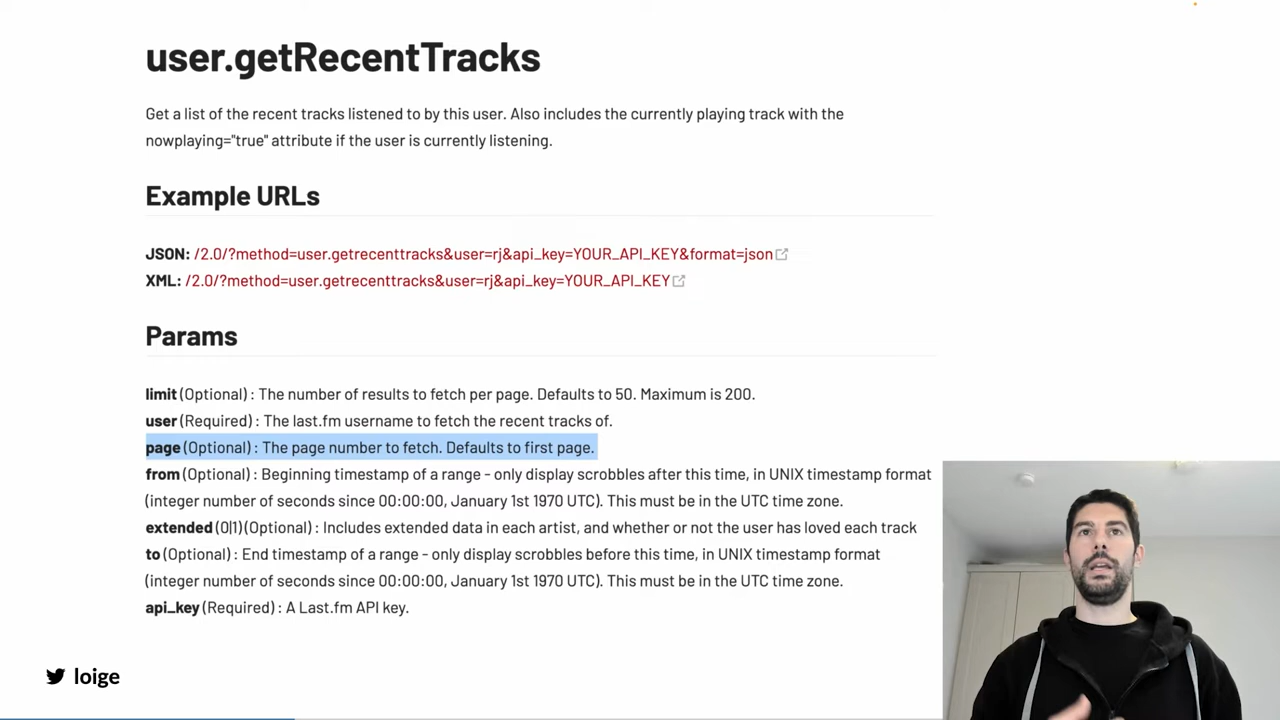 user.getRecentTracks
Get a list of the recent tracks listened to by this user. Also includes the currently playing track with the
nowplaying="true" attribute if the user is currently listening.
Example URLs
JSON: /2.0/?method=user.getrecenttracks&user=rj&api_key=YOUR_API_KEY&format=json
XML: /2.0/?method=user.getrecenttracks&user=rj&api_key=YOUR_API_KEY
Params
limit (Optional) : The number of results to fetch per page. Defaults to 50. Maximum is 200.
user (Required) : The last.fm username to fetch the recent tracks of.
page (Optional) : The page number to fetch. Defaults to first page.
from (Optional) : Beginning timestamp of a range - only display scrobbles after this time, in UNIX timestamp format
(integer number of seconds since 00:00:00, January 1st 1970 UTC). This must be in the UTC time zone.
extended (0|1) (Optional) : Includes extended data in each artist, and whether or not the user has loved each track
to (Optional) : End timestamp of a range - only display scrobbles before this time, in UNIX timestamp format
(integer number of seconds since 00:00:00, January 1st 1970 UTC). This must be in the UTC time zone.
api_key (Required) : A Last.fm API key.
loige